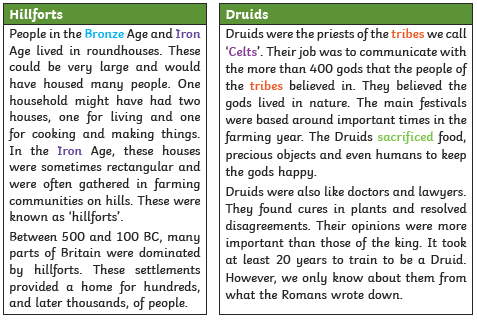 Hillforts
People in the Bronze Age and Iron
Age lived in roundhouses. These
could be very large and would
have housed many people. One
household might have had two
houses, one for living and one
for cooking and making things.
In the Iron Age, these houses
were sometimes rectangular and
were often gathered in farming
communities on hills. These were
known as ‘hillforts’.
Between 500 and 100 BC, many
parts of Britain were dominated
by hillforts. These settlements
provided a home for hundreds,
and later thousands, of people.
Druids
Druids were the priests of the tribes we call
‘Celts’. Their job was to communicate with
the more than 400 gods that the people of
the tribes believed in. They believed the
gods lived in nature. The main festivals
were based around important times in the
farming year. The Druids sacrificed food,
precious objects and even humans to keep
the gods happy.
Druids were also like doctors and lawyers.
They found cures in plants and resolved
disagreements. Their opinions were more
important than those of the king. It took
at least 20 years to train to be a Druid.
However, we only know about them from
what the Romans wrote down.